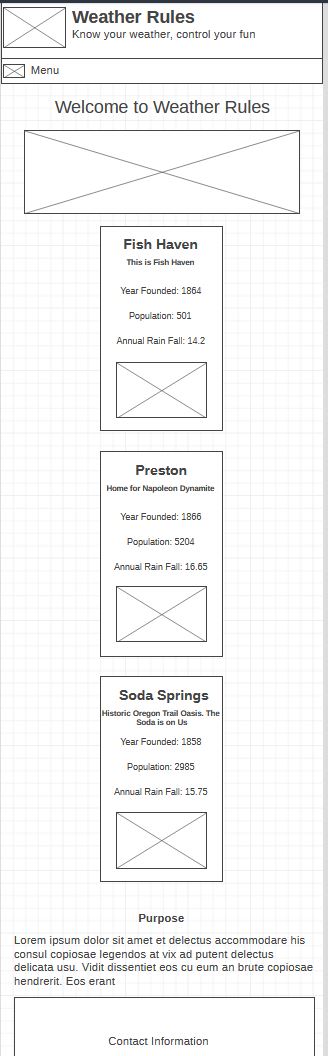 Weather Rules
Know your weather, control your fun
Menu
Welcome to Weather Rules
Fish Haven
This is Fish Haven
Year Founded: 1864
Population: 501
Annual Rain Fall: 14.2
Preston
Home for Napoleon Dynamite
Year Founded: 1866
Population: 5204
Annual Rain Fall: 16.65
Soda Springs
Historic Oregon Trail Oasis. The
Soda is on Us
Year Founded: 1858
Population: 2985
Annual Rain Fall: 15.75
Purpose
Lorem ipsum dolor sit amet et delectus accommodare his
consul copiosae legendos at vix ad putent delectus
delicata usu. Vidit dissentiet eos cu eum an brute copiosae
hendrerit. Eos erant
Contact Information